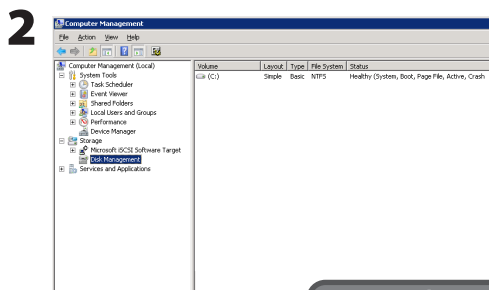 2
Computer Management
File Action View Help
Computer Management (Local)
System Tools
Task Scheduler
Event Viewer
Shared Folders
Local Users and Groups
Performance
Device Manager
Storage
Microsoft iSCSI Software Target
Disk Management
Services and Applications
Volume Layout Type File System Status
(C:) Simple Basic NTFS Healthy (System, Boot, Page File, Active, Crash